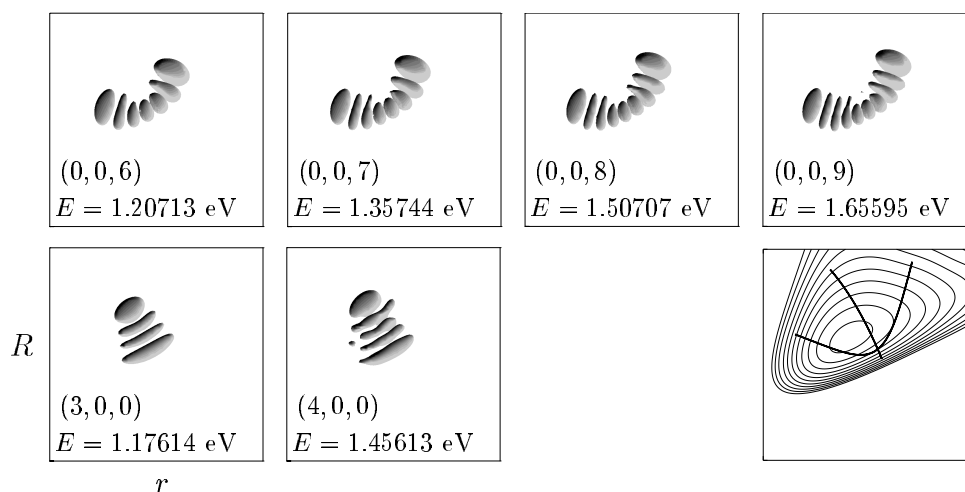 (0, 0, 6)
E = 1.20713 eV
(0, 0, 7)
E = 1.35744 eV
(0, 0, 8)
E = 1.50707 eV
(0, 0, 9)
E = 1.65595 eV
R
(3, 0, 0)
E = 1.17614 eV
(4, 0, 0)
E = 1.45613 eV
r